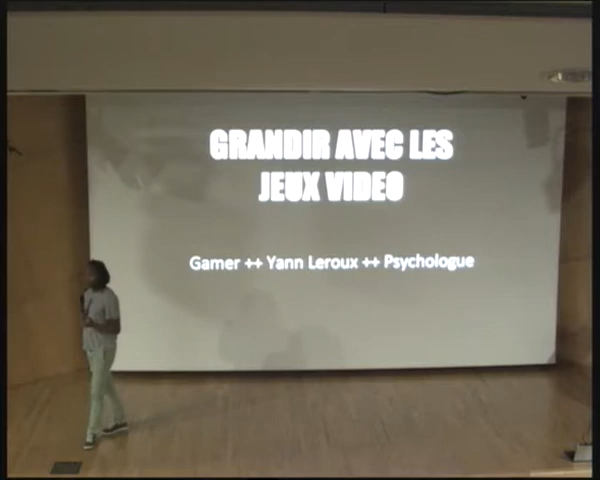 GRANDIR AVEC LES
JEUX VIDEO
Gamer ++ Yann Leroux ++ Psychologue